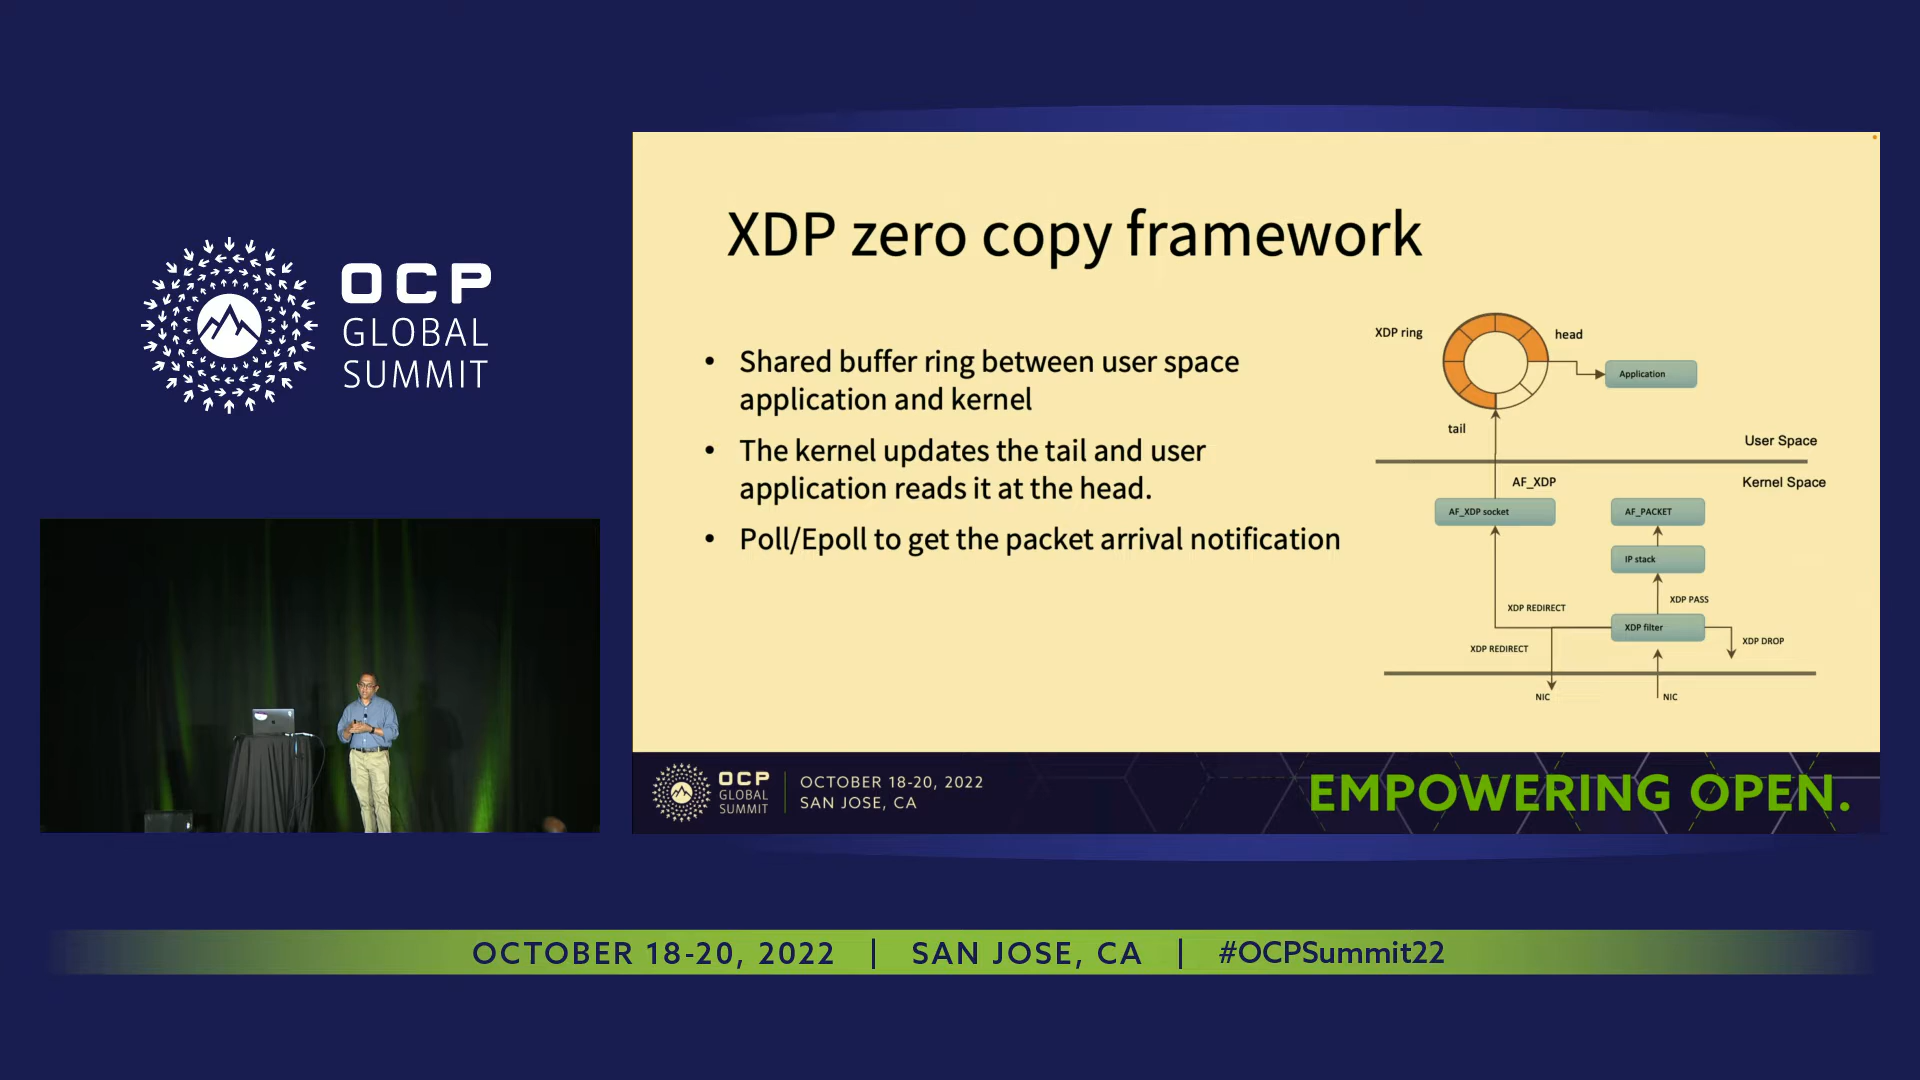 OCP
GLOBAL
SUMMIT
XDP zero copy framework
• Shared buffer ring between user space
application and kernel
• The kernel updates the tail and user
application reads it at the head.
• Poll/Epoll to get the packet arrival notification
XDP ring
head
Application
tail
User Space
Kernel Space
AF_XDP
AF_XDP socket
AF_PACKET
IP stack
XDP PASS
XDP REDIRECT
XDP filter
XDP REDIRECT
XDP DROP
NIC
NIC
OCP
GLOBAL
SUMMIT
OCTOBER 18-20, 2022
SAN JOSE, CA
EMPOWERING OPEN.
OCTOBER 18-20, 2022 | SAN JOSE, CA | #OCPSummit22